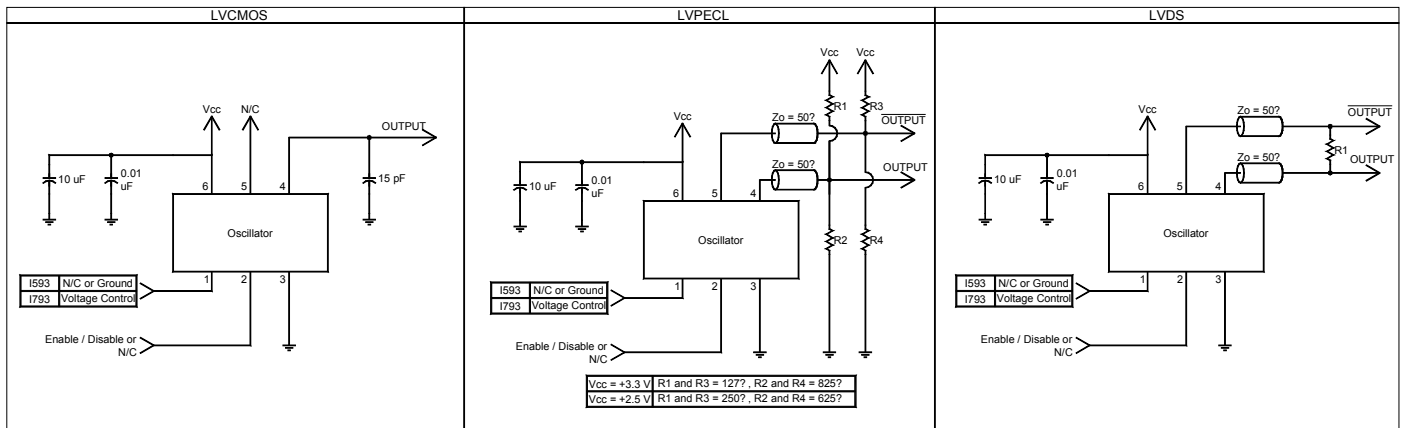 LVCMOS
Vcc
N/C
OUTPUT
10 uF
0.01
uF
15 pF
6
5
4
Oscillator
1
2
3
I593 N/C or Ground
I793 Voltage Control
Enable / Disable or
N/C
LVPECL
Vcc
Vcc
R1
R3
Vcc
Zo = 50?
OUTPUT
Zo = 50?
OUTPUT
10 uF
0.01
uF
6
5
4
Oscillator
R2
R4
1
2
3
I593 N/C or Ground
I793 Voltage Control
Enable / Disable or
N/C
Vcc = +3.3 V R1 and R3 = 127? , R2 and R4 = 825?
Vcc = +2.5 V R1 and R3 = 250? , R2 and R4 = 625?
LVDS
Vcc
Zo = 50?
OUTPUT
R1
Zo = 50?
OUTPUT
10 uF
0.01
uF
6
5
4
Oscillator
1
2
3
I593 N/C or Ground
I793 Voltage Control
Enable / Disable or
N/C